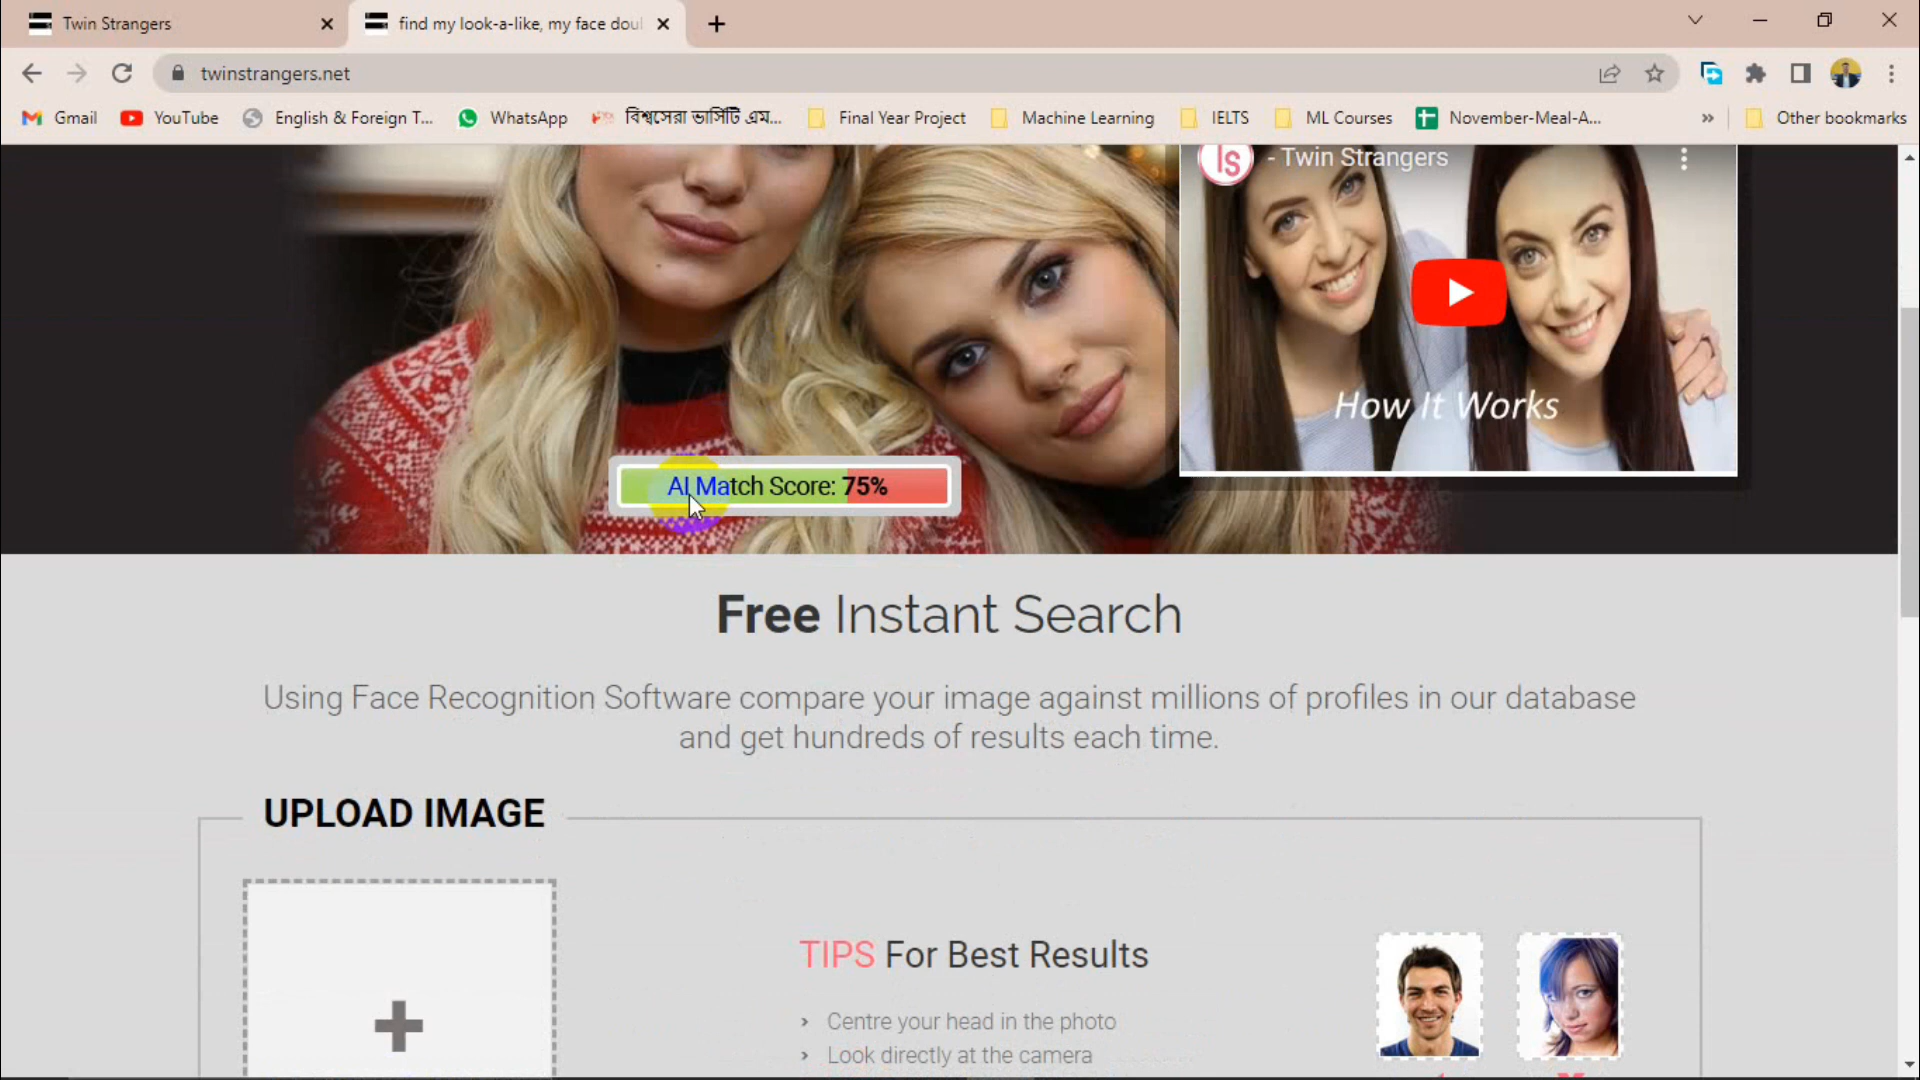 Twin Strangers
find my look-a-like, my face dou
twinstrangers.net
Gmail
YouTube
English & Foreign T...
WhatsApp
বিশ্বসেরা ভার্সিটি এম...
Final Year Project
Machine Learning
IELTS
ML Courses
November-Meal-A...
»
Other bookmarks
ls
- Twin Strangers
How It Works
AI Match Score: 75%
Free Instant Search
Using Face Recognition Software compare your image against millions of profiles in our database
and get hundreds of results each time.
UPLOAD IMAGE
TIPS For Best Results
Centre your head in the photo
Look directly at the camera